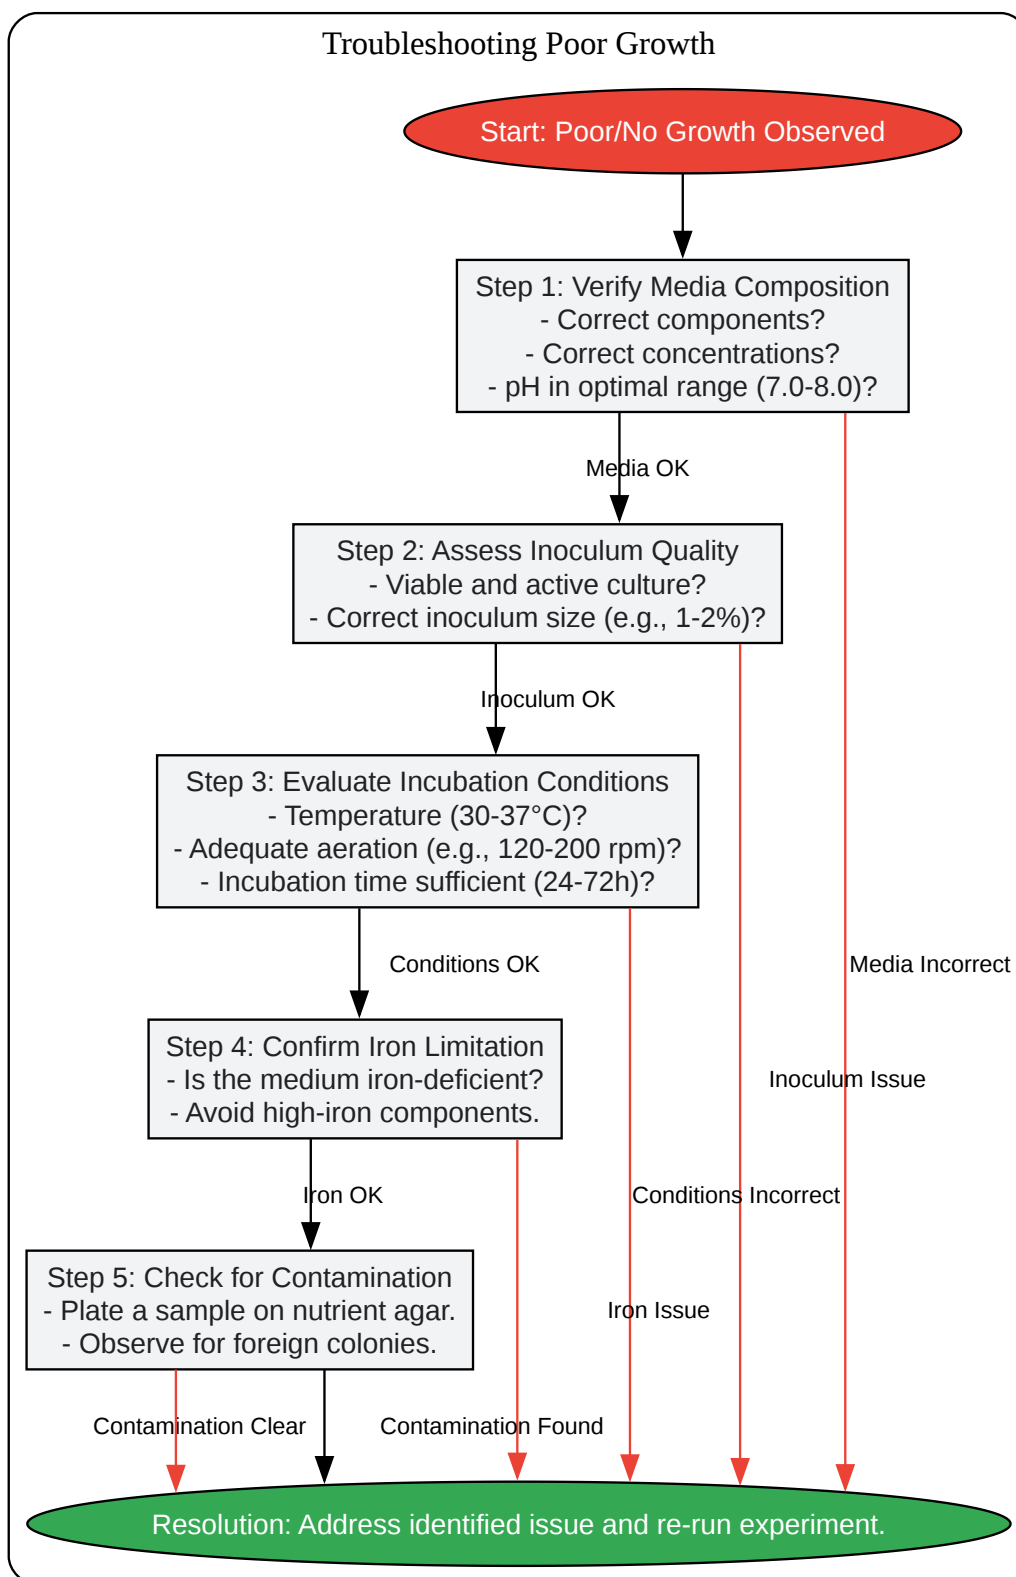 Troubleshooting Poor Growth
Start: Poor/No Growth Observed
Step 1: Verify Media Composition
- Correct components?
- Correct concentrations?
- pH in optimal range (7.0-8.0)?
Media OK
Step 2: Assess Inoculum Quality
- Viable and active culture?
- Correct inoculum size (e.g., 1-2%)?
Inoculum OK
Step 3: Evaluate Incubation Conditions
- Temperature (30-37°C)?
- Adequate aeration (e.g., 120-200 rpm)?
- Incubation time sufficient (24-72h)?
Conditions OK
Media Incorrect
Step 4: Confirm Iron Limitation
- Is the medium iron-deficient?
- Avoid high-iron components.
Inoculum Issue
Iron OK
Conditions Incorrect
Step 5: Check for Contamination
- Plate a sample on nutrient agar.
- Observe for foreign colonies.
Iron Issue
Contamination Clear
Contamination Found
Resolution: Address identified issue and re-run experiment.